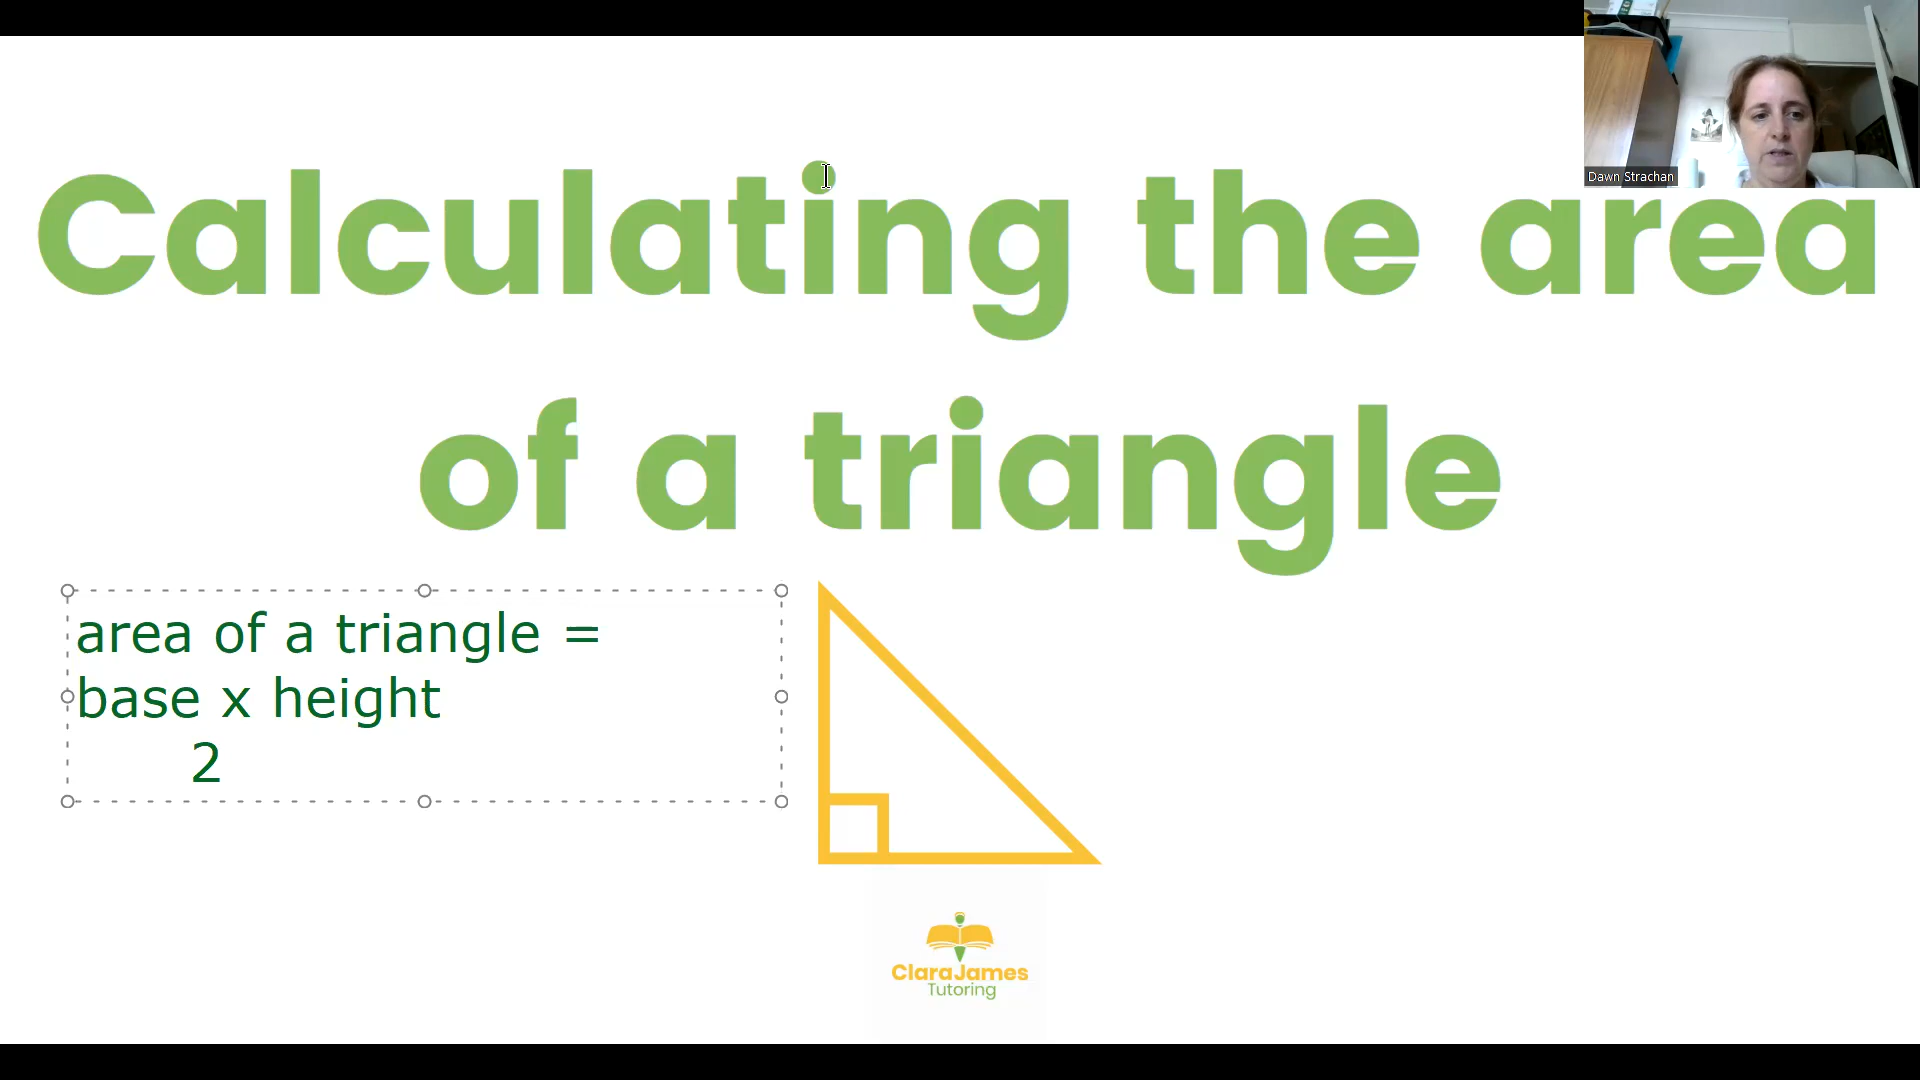 Dawn Strachan
Calculating the area
of a triangle
area of a triangle =
base x height
2
ClaraJames
Tutoring